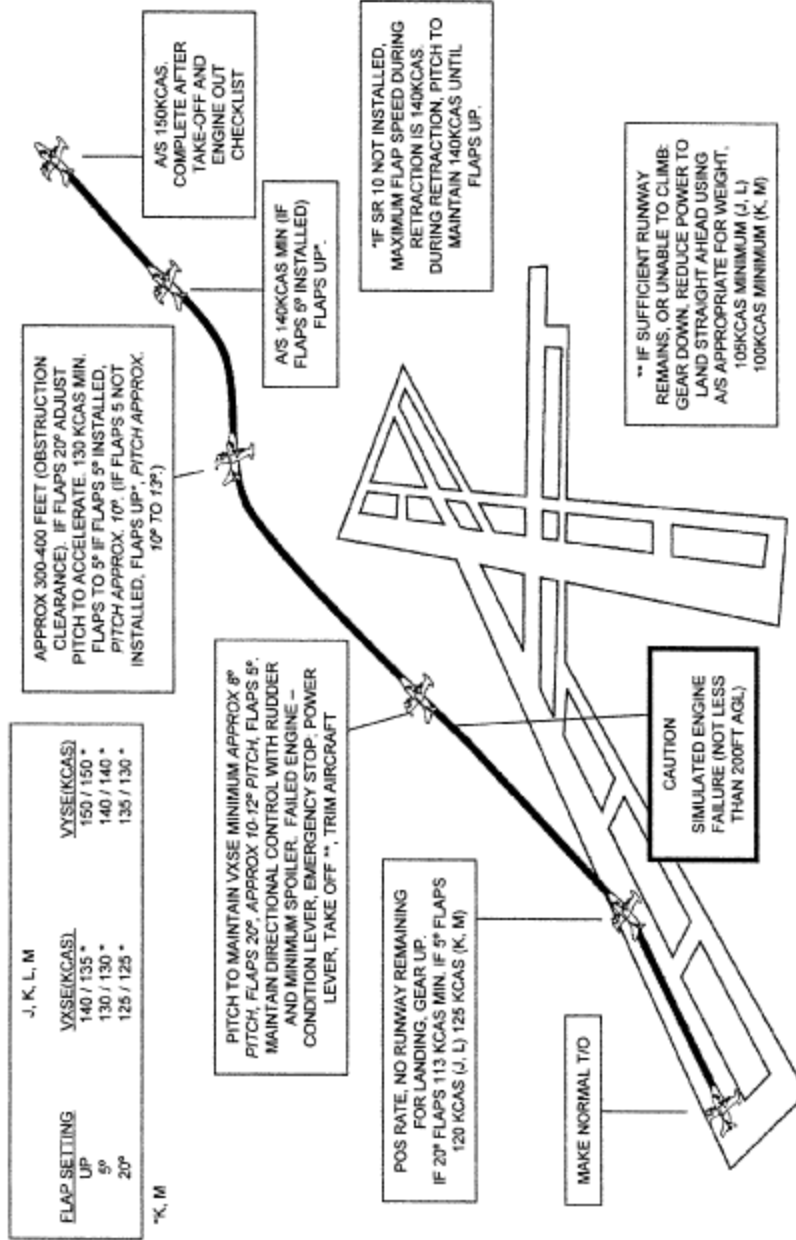 J, K, L, M
FLAP SETTING VXSE(KCAS) VYSE(KCAS)
UP 140 / 135 * 150 / 150 *
5º 130 / 130 * 140 / 140 *
20º 125 / 125 * 135 / 130 *
*K, M
APPROX 300-400 FEET (OBSTRUCTION
CLEARANCE). IF FLAPS 20º ADJUST
PITCH TO ACCELERATE. 130 KCAS MIN.
FLAPS TO 5º IF FLAPS 5º INSTALLED,
PITCH APPROX. 10º. (IF FLAPS 5 NOT
INSTALLED, FLAPS UP*, PITCH APPROX.
10º TO 13º.)
A/S 150KCAS.
COMPLETE AFTER
TAKE-OFF AND
ENGINE OUT
CHECKLIST
A/S 140KCAS MIN (IF
FLAPS 5º INSTALLED)
FLAPS UP*.
*IF SR 10 NOT INSTALLED,
MAXIMUM FLAP SPEED DURING
RETRACTION IS 140KCAS.
DURING RETRACTION, PITCH TO
MAINTAIN 140KCAS UNTIL
FLAPS UP.
PITCH TO MAINTAIN VXSE MINIMUM APPROX 8º
PITCH, FLAPS 20º, APPROX 10-12º PITCH, FLAPS 5º.
MAINTAIN DIRECTIONAL CONTROL WITH RUDDER
AND MINIMUM SPOILER. FAILED ENGINE –
CONDITION LEVER, EMERGENCY STOP; POWER
LEVER, TAKE OFF **, TRIM AIRCRAFT
POS RATE, NO RUNWAY REMAINING
FOR LANDING, GEAR UP.
IF 20º FLAPS 113 KCAS MIN, IF 5º FLAPS
120 KCAS (J, L) 125 KCAS (K, M)
MAKE NORMAL T/O
CAUTION
SIMULATED ENGINE
FAILURE (NOT LESS
THAN 200FT AGL)
** IF SUFFICIENT RUNWAY
REMAINS, OR UNABLE TO CLIMB:
GEAR DOWN, REDUCE POWER TO
LAND STRAIGHT AHEAD USING
A/S APPROPRIATE FOR WEIGHT.
105KCAS MINIMUM (J, L)
100KCAS MINIMUM (K, M)